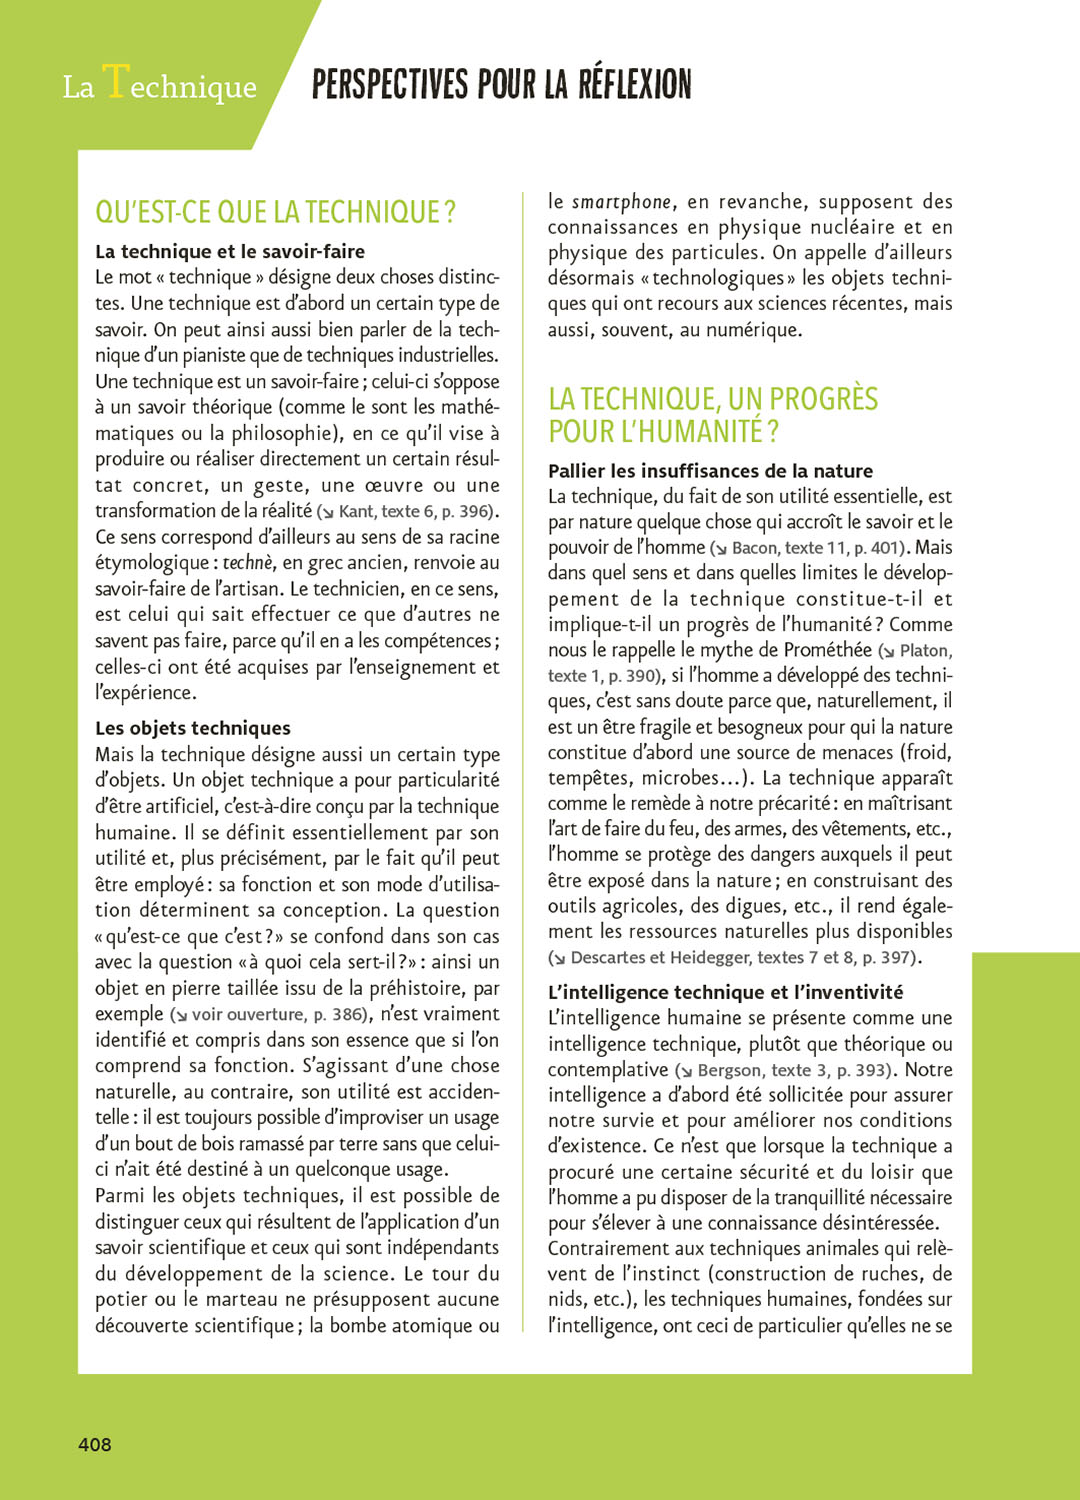 La Technique
PERSPECTIVES POUR LA RÉFLEXION
QU’EST-CE QUE LA TECHNIQUE ?
La technique et le savoir-faire
Le mot « technique » désigne deux choses distinc-
tes. Une technique est d’abord un certain type de
savoir. On peut ainsi aussi bien parler de la tech-
nique d’un pianiste que de techniques industrielles.
Une technique est un savoir-faire ; celui-ci s’oppose
à un savoir théorique (comme le sont les mathé-
matiques ou la philosophie), en ce qu’il vise à
produire ou réaliser directement un certain résul-
tat concret, un geste, une œuvre ou une
transformation de la réalité (↘ Kant, texte 6, p. 396).
Ce sens correspond d’ailleurs au sens de sa racine
étymologique : technè, en grec ancien, renvoie au
savoir-faire de l’artisan. Le technicien, en ce sens,
est celui qui sait effectuer ce que d’autres ne
savent pas faire, parce qu’il en a les compétences ;
celles-ci ont été acquises par l’enseignement et
l’expérience.
Les objets techniques
Mais la technique désigne aussi un certain type
d’objets. Un objet technique a pour particularité
d’être artificiel, c’est-à-dire conçu par la technique
humaine. Il se définit essentiellement par son
utilité et, plus précisément, par le fait qu’il peut
être employé : sa fonction et son mode d’utilisa-
tion déterminent sa conception. La question
« qu’est-ce que c’est ? » se confond dans son cas
avec la question « à quoi cela sert-il ? » : ainsi un
objet en pierre taillée issu de la préhistoire, par
exemple (↘ voir ouverture, p. 386), n’est vraiment
identifié et compris dans son essence que si l’on
comprend sa fonction. S’agissant d’une chose
naturelle, au contraire, son utilité est acciden-
telle : il est toujours possible d’improviser un usage
d’un bout de bois ramassé par terre sans que celui-
ci n’ait été destiné à un quelconque usage.
Parmi les objets techniques, il est possible de
distinguer ceux qui résultent de l’application d’un
savoir scientifique et ceux qui sont indépendants
du développement de la science. Le tour du
potier ou le marteau ne présupposent aucune
découverte scientifique ; la bombe atomique ou
le smartphone, en revanche, supposent des
connaissances en physique nucléaire et en
physique des particules. On appelle d’ailleurs
désormais « technologiques » les objets techni-
ques qui ont recours aux sciences récentes, mais
aussi, souvent, au numérique.
LA TECHNIQUE, UN PROGRÈS
POUR L’HUMANITÉ ?
Pallier les insuffisances de la nature
La technique, du fait de son utilité essentielle, est
par nature quelque chose qui accroît le savoir et le
pouvoir de l’homme (↘ Bacon, texte 11, p. 401). Mais
dans quel sens et dans quelles limites le dévelop-
pement de la technique constitue-t-il et
implique-t-il un progrès de l’humanité ? Comme
nous le rappelle le mythe de Prométhée (↘ Platon,
texte 1, p. 390), si l’homme a développé des techni-
ques, c’est sans doute parce que, naturellement, il
est un être fragile et besogneux pour qui la nature
constitue d’abord une source de menaces (froid,
tempêtes, microbes...). La technique apparaît
comme le remède à notre précarité : en maîtrisant
l’art de faire du feu, des armes, des vêtements, etc.,
l’homme se protège des dangers auxquels il peut
être exposé dans la nature ; en construisant des
outils agricoles, des digues, etc., il rend égale-
ment les ressources naturelles plus disponibles
(↘ Descartes et Heidegger, textes 7 et 8, p. 397).
L’intelligence technique et l’inventivité
L’intelligence humaine se présente comme une
intelligence technique, plutôt que théorique ou
contemplative (↘ Bergson, texte 3, p. 393). Notre
intelligence a d’abord été sollicitée pour assurer
notre survie et pour améliorer nos conditions
d’existence. Ce n’est que lorsque la technique a
procuré une certaine sécurité et du loisir que
l’homme a pu disposer de la tranquillité nécessaire
pour s’élever à une connaissance désintéressée.
Contrairement aux techniques animales qui relè-
vent de l’instinct (construction de ruches, de
nids, etc.), les techniques humaines, fondées sur
l’intelligence, ont ceci de particulier qu’elles ne se
408